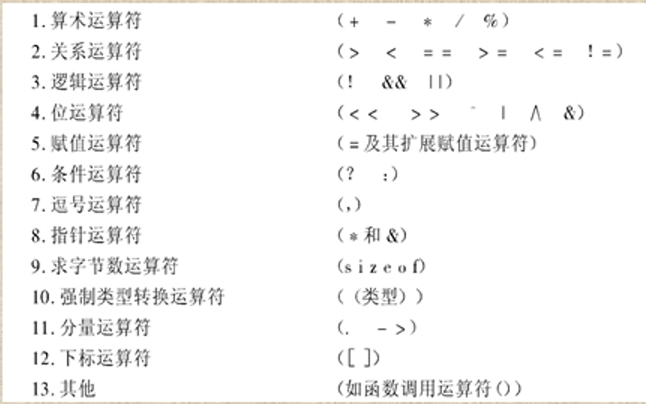 1. 算术运算符 (+ - * / %)
2. 关系运算符 (> < == >= <= !=)
3. 逻辑运算符 (! && ||)
4. 位运算符 (<< >> ~ | /\ &)
5. 赋值运算符 (=及其扩展赋值运算符)
6. 条件运算符 (? :)
7. 逗号运算符 (,)
8. 指针运算符 (*和&)
9. 求字节数运算符 (sizeof)
10. 强制类型转换运算符 ((类型))
11. 分量运算符 (. ->)
12. 下标运算符 ([ ])
13. 其他 (如函数调用运算符())